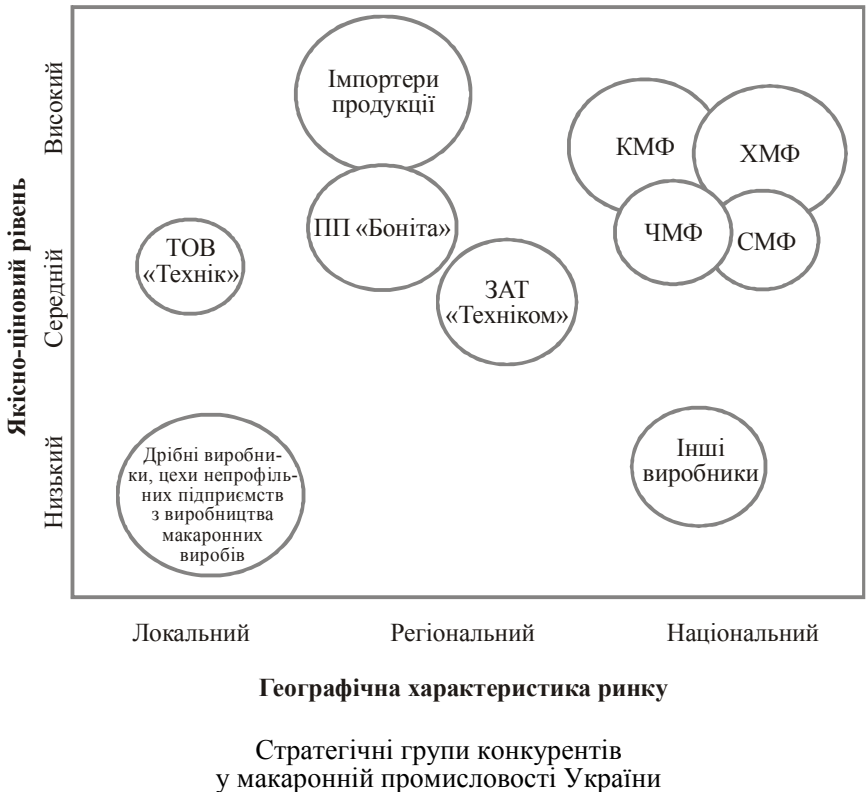 Якісно-ціновий рівень
Високий
Середній
Низький
Імпортери
продукції
КМФ
ХМФ
ПП «Боніта»
ЧМФ
СМФ
ТОВ
«Технік»
ЗАТ
«Техніком»
Дрібні виробни-
ки, цехи непрофіль-
них підприємств
з виробництва
макаронних
виробів
Інші
виробники
Локальний
Регіональний
Національний
Географічна характеристика ринку
Стратегічні групи конкурентів
у макаронній промисловості України